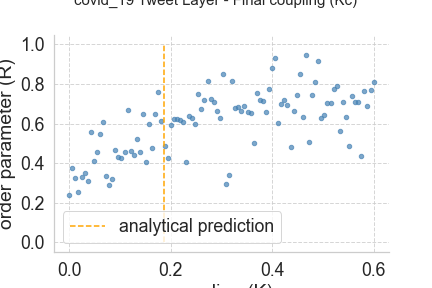 covid_19 Tweet Layer - Final coupling (Kc)
order parameter (R)
1.0
0.8
0.6
0.4
0.2
0.0
analytical prediction
0.0 0.2 0.4 0.6